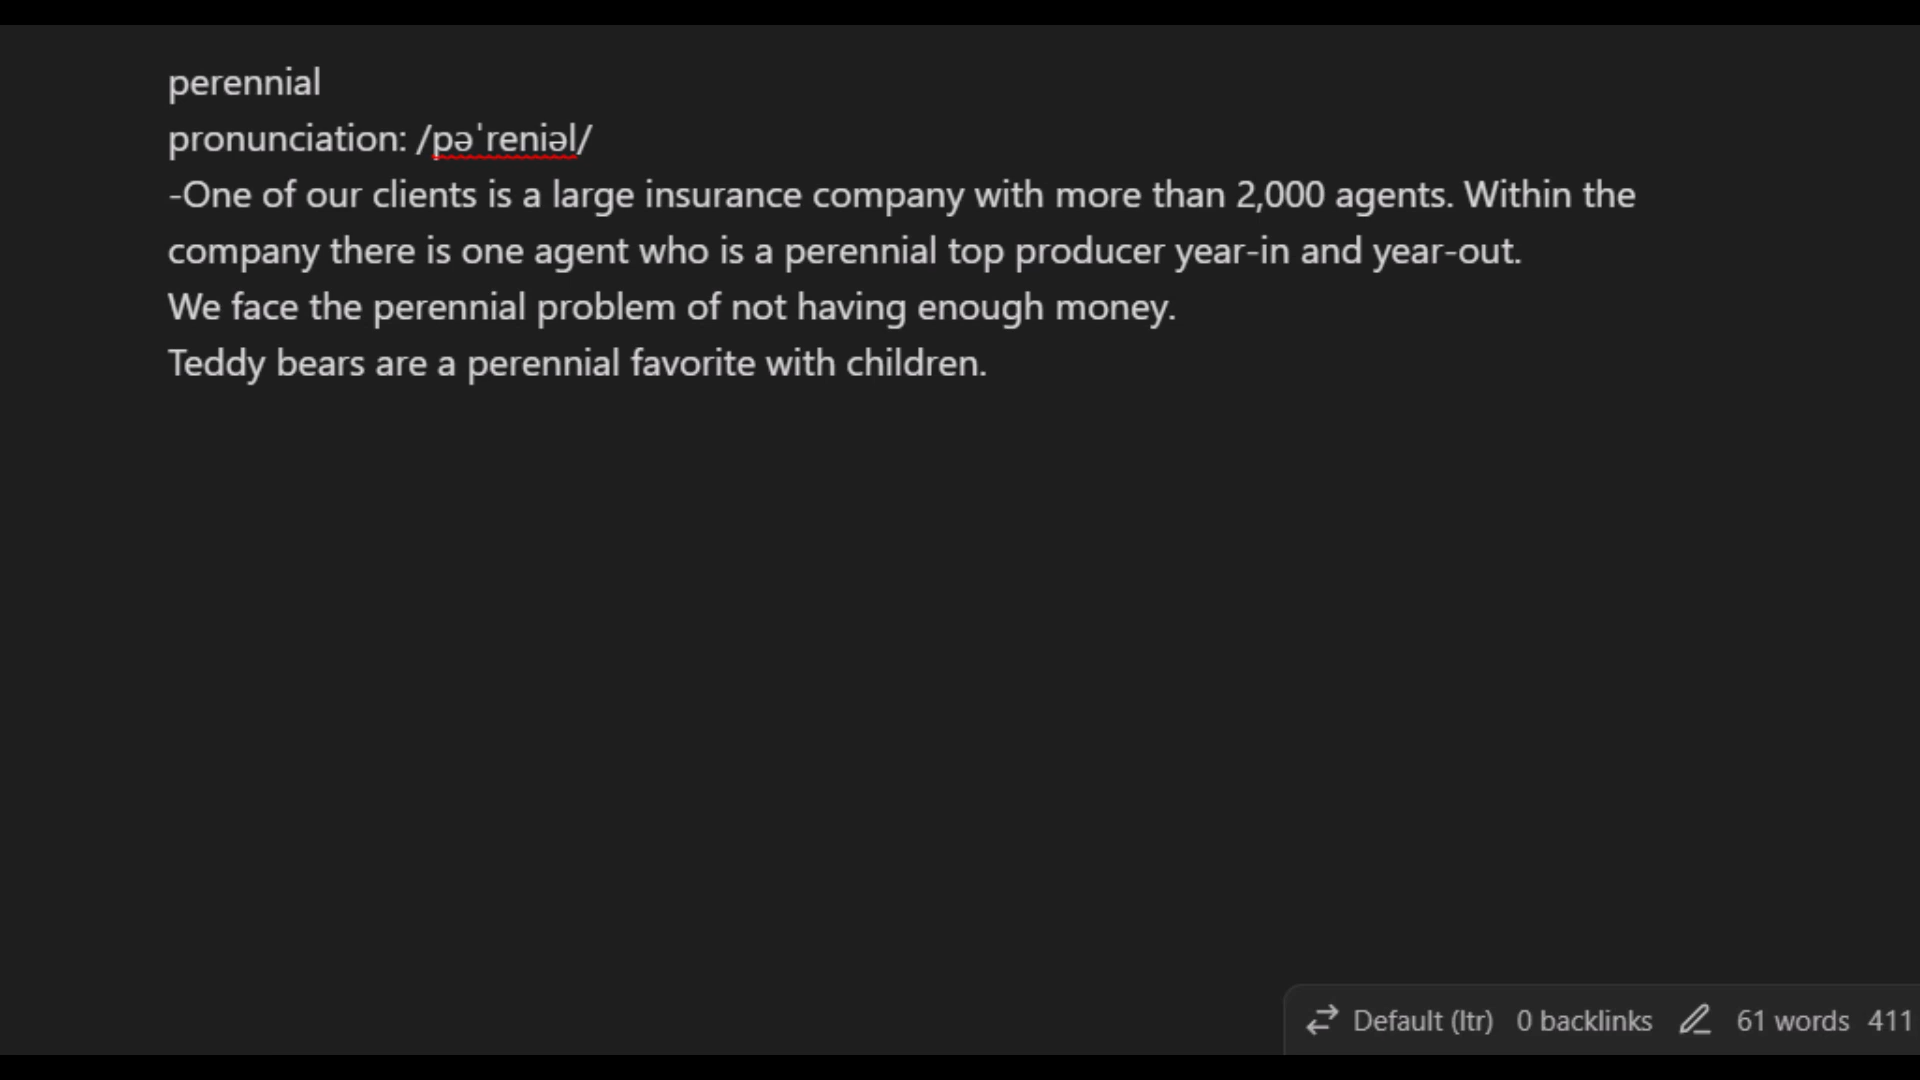 perennial
pronunciation: /pəˈreniəl/
-One of our clients is a large insurance company with more than 2,000 agents. Within the
company there is one agent who is a perennial top producer year-in and year-out.
We face the perennial problem of not having enough money.
Teddy bears are a perennial favorite with children.
Default (ltr) 0 backlinks 61 words 411